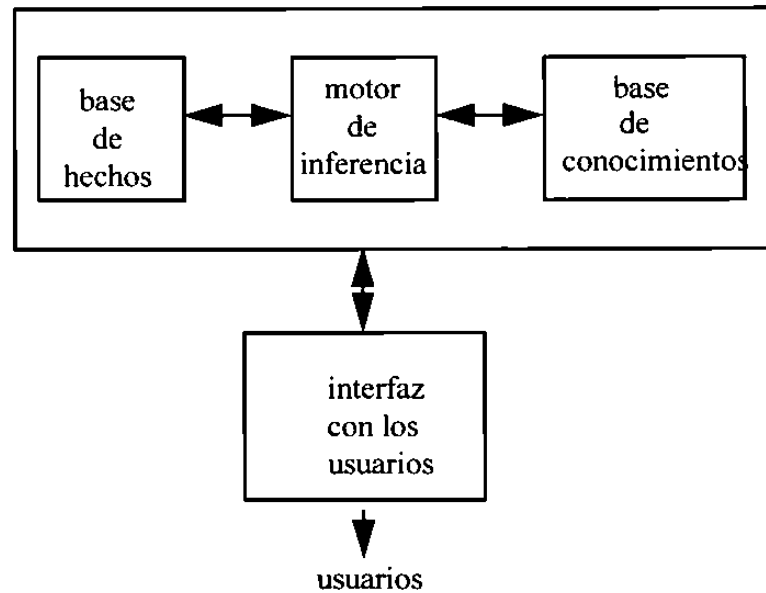 base
de
hechos
motor
de
inferencia
base
de
conocimientos
interfaz
con los
usuarios
usuarios